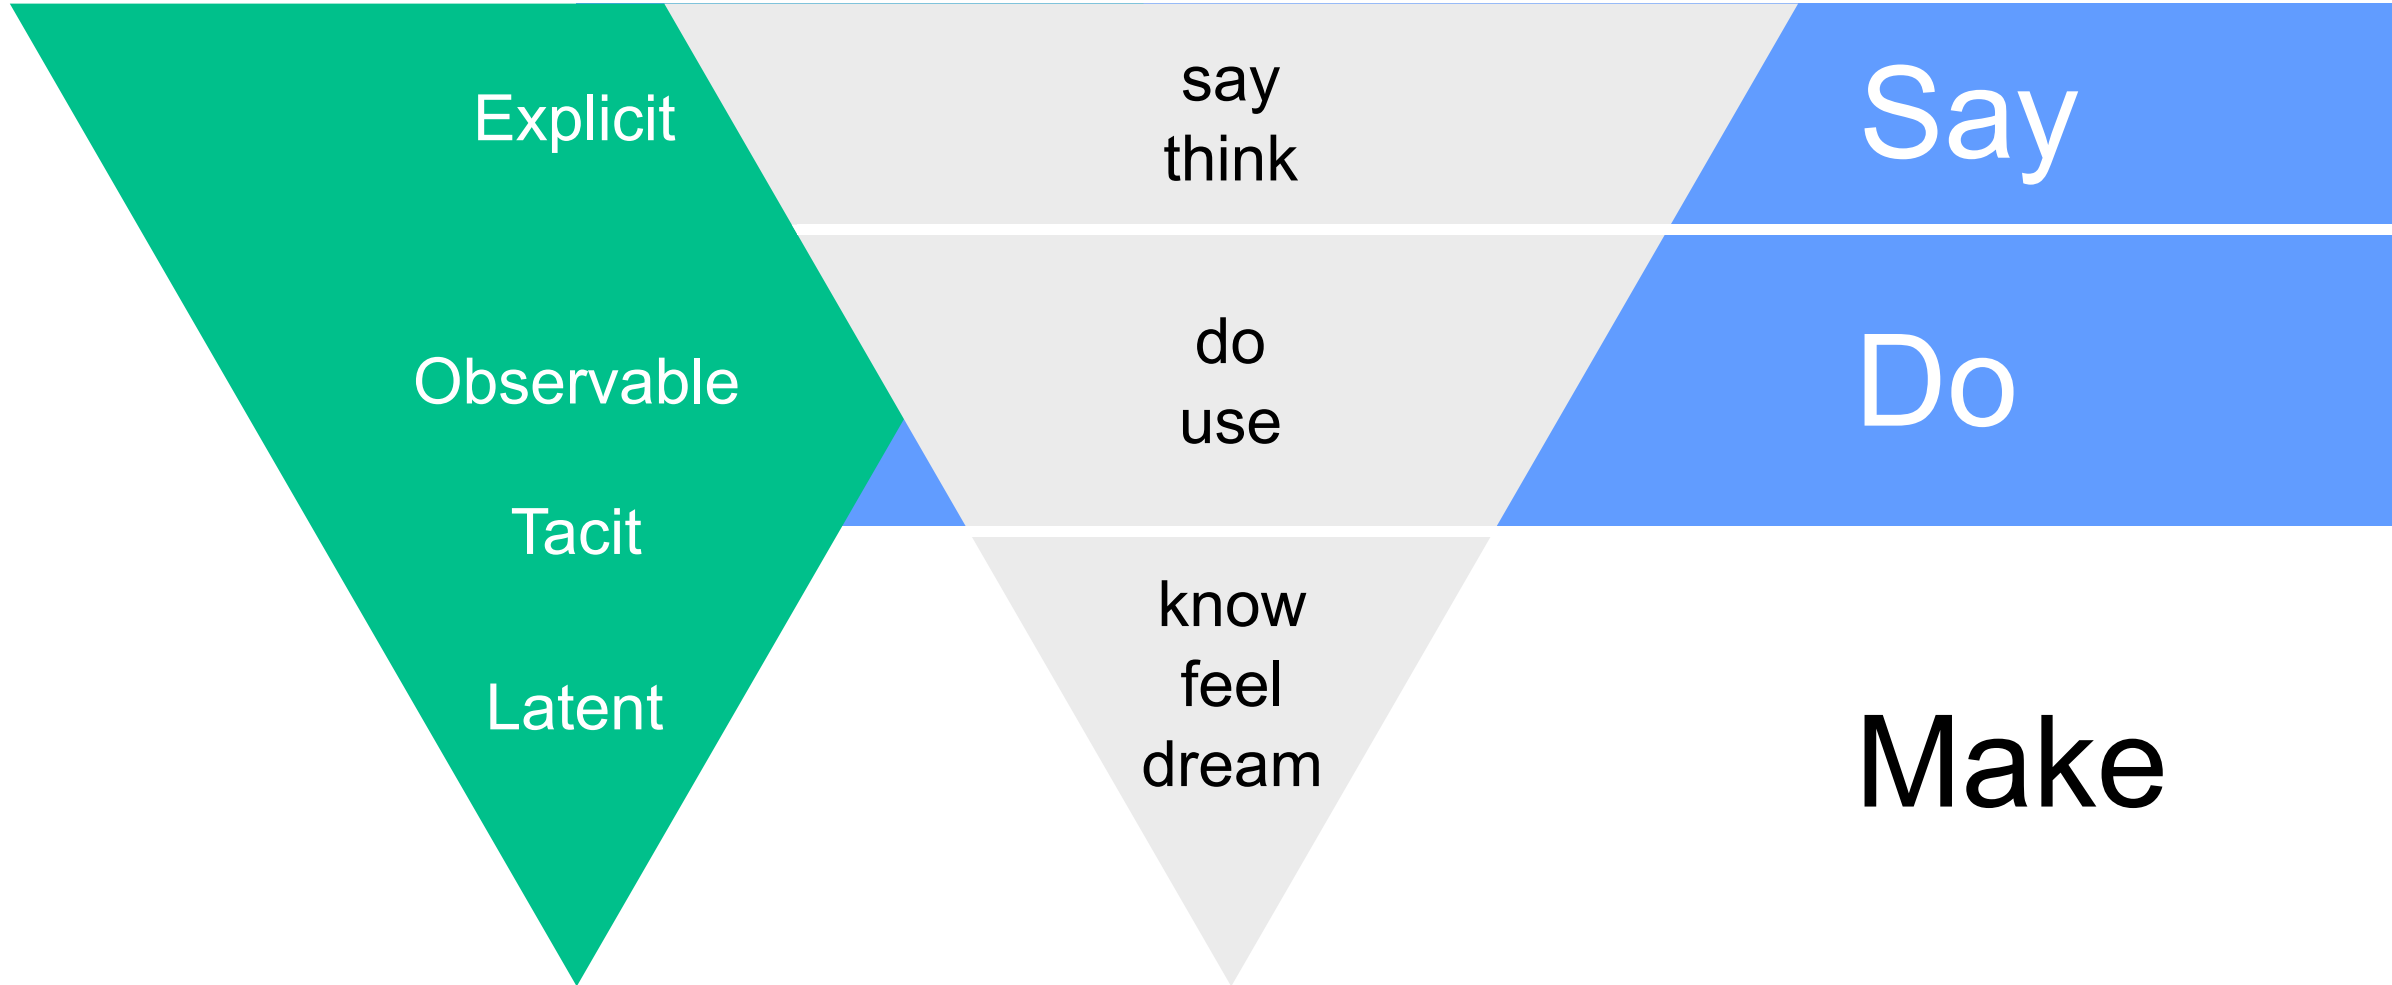 Explicit
Observable
Tacit
Latent
say
think
do
use
know
feel
dream
Say
Do
Make